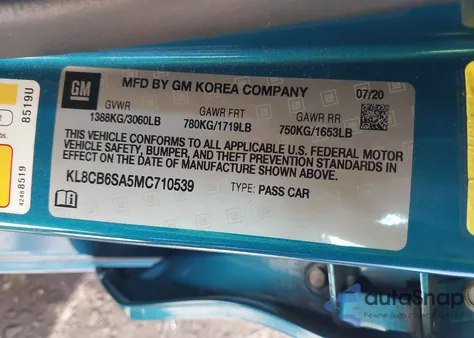 GM
MFD BY GM KOREA COMPANY
07/20
GVWR GAWR FRT GAWR RR
1388KG/3060LB 780KG/1719LB 750KG/1653LB
THIS VEHICLE CONFORMS TO ALL APPLICABLE U.S. FEDERAL MOTOR
VEHICLE SAFETY, BUMPER, AND THEFT PREVENTION STANDARDS IN
EFFECT ON THE DATE OF MANUFACTURE SHOWN ABOVE.
KL8CB6SA5MC710539 TYPE: PASS CAR
8519U
bs.
42488519
autoSnap